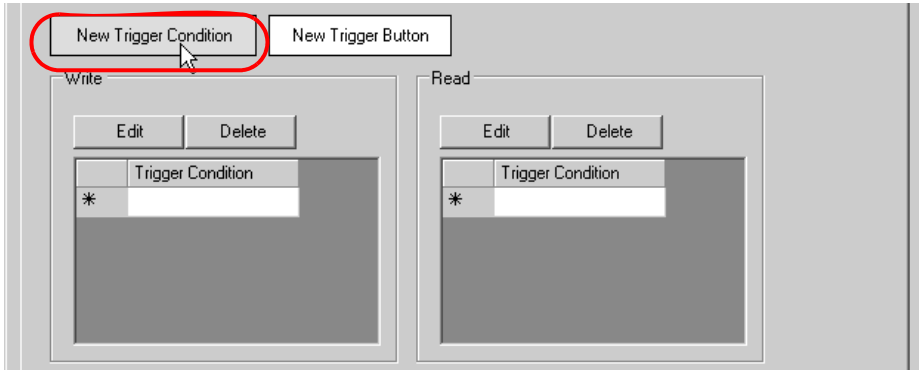 New Trigger Condition New Trigger Button
Write Read
Edit Delete Edit Delete
Trigger Condition Trigger Condition
* *